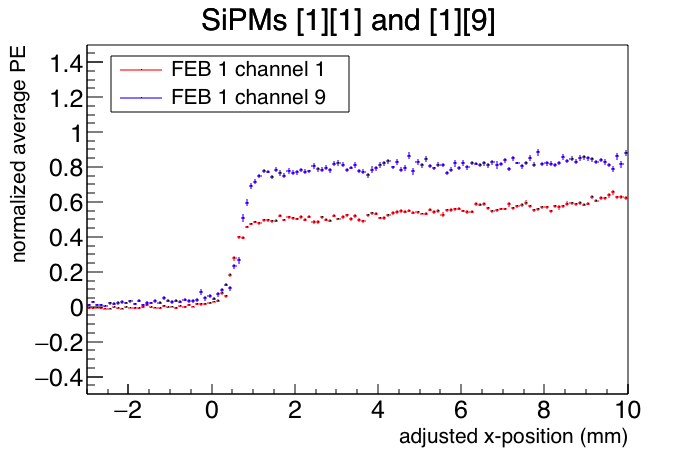 SiPMs [1][1] and [1][9]
normalized average PE
FEB 1 channel 1
FEB 1 channel 9
1.4
1.2
1
0.8
0.6
0.4
0.2
0
−0.2
−0.4
−2 0 2 4 6 8 10
adjusted x-position (mm)